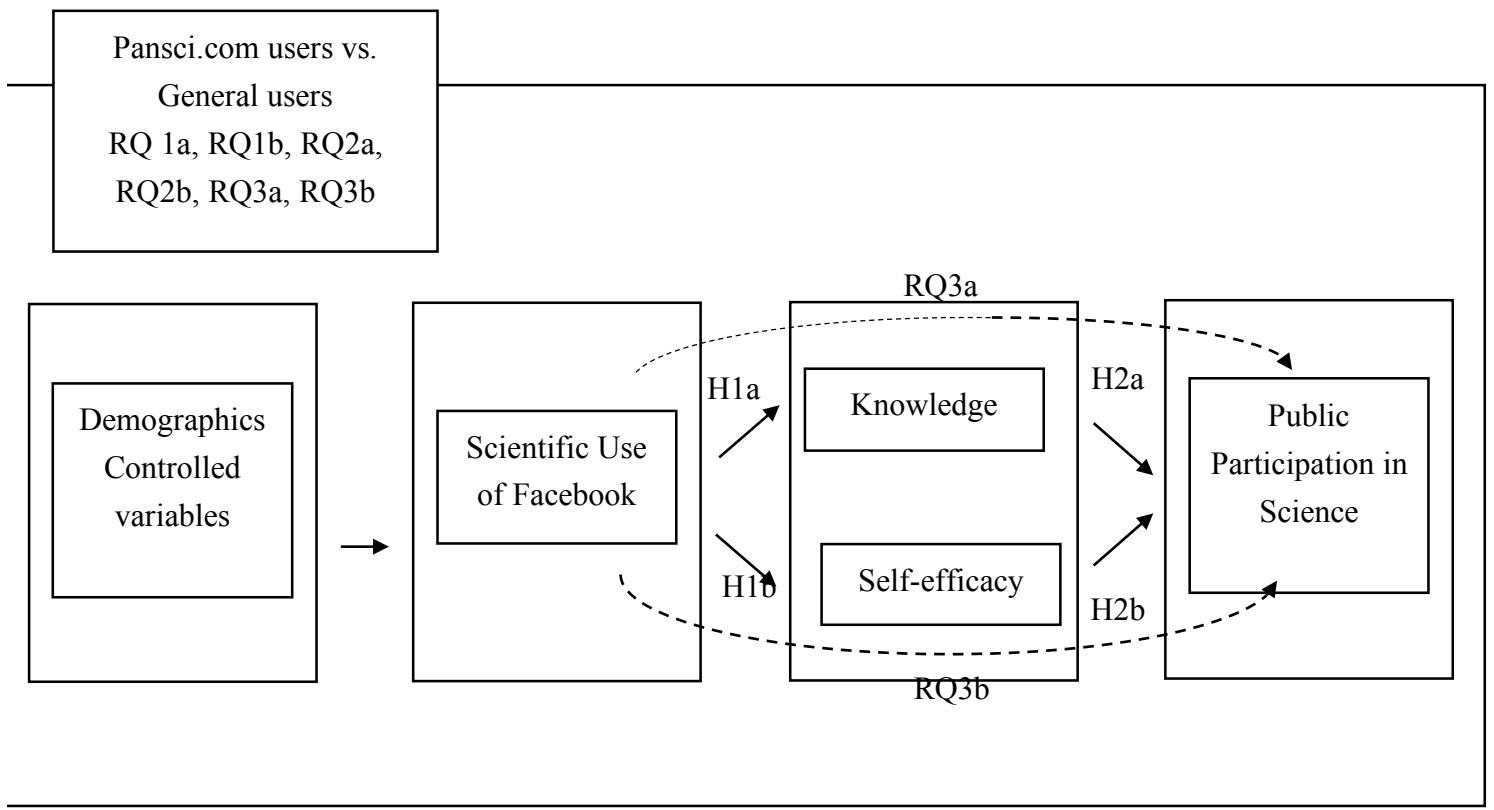 Pansci.com users vs.
General users
RQ 1a, RQ1b, RQ2a,
RQ2b, RQ3a, RQ3b
RQ3a
Demographics
Controlled
variables
Scientific Use
of Facebook
H1a
H1b
Knowledge
Self-efficacy
H2a
H2b
Public
Participation in
Science
RQ3b